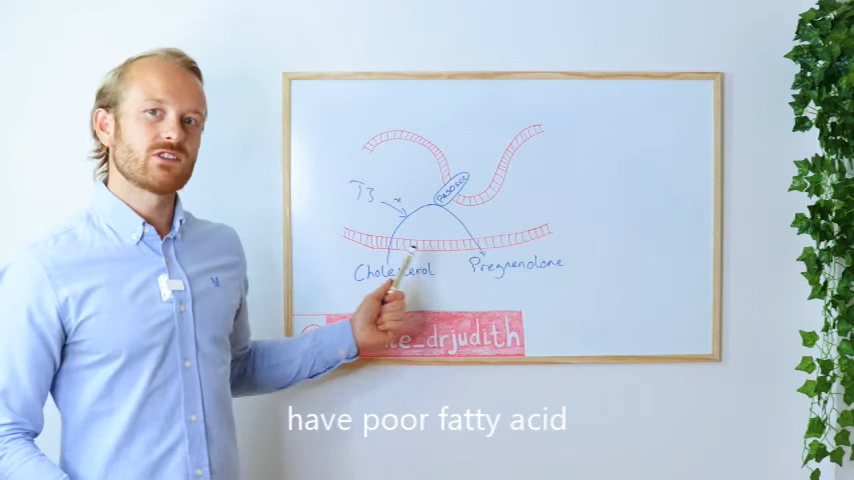 P450scc
T3
Cholesterol Pregnenolone
_drjudith
have poor fatty acid